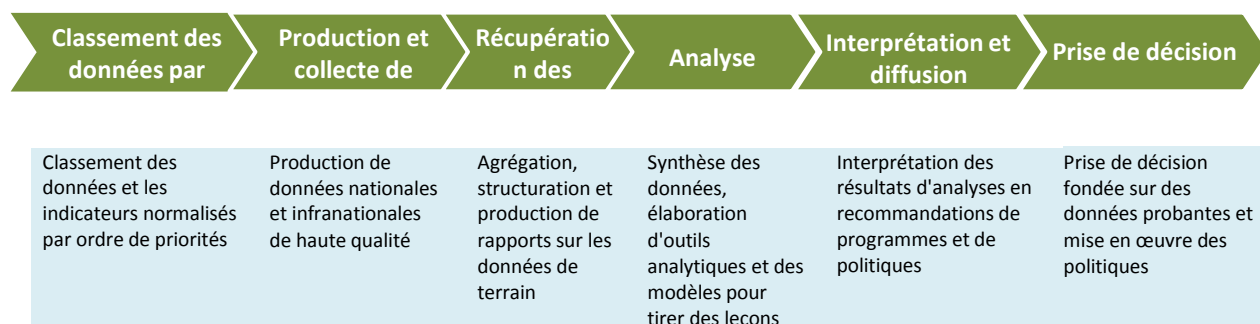 Classement des
données par
Production et
collecte de
Récupératio
n des
Analyse
Interprétation et
diffusion
Prise de décision
Classement des
données et les
indicateurs normalisés
par ordre de priorités
Production de
données nationales
et infranationales
de haute qualité
Agrégation,
structuration et
production de
rapports sur les
données de
terrain
Synthèse des
données,
élaboration
d'outils
analytiques et des
modèles pour
tirer des leçons
Interprétation des
résultats d'analyses en
recommandations de
programmes et de
politiques
Prise de décision
fondée sur des
données probantes et
mise en œuvre des
politiques